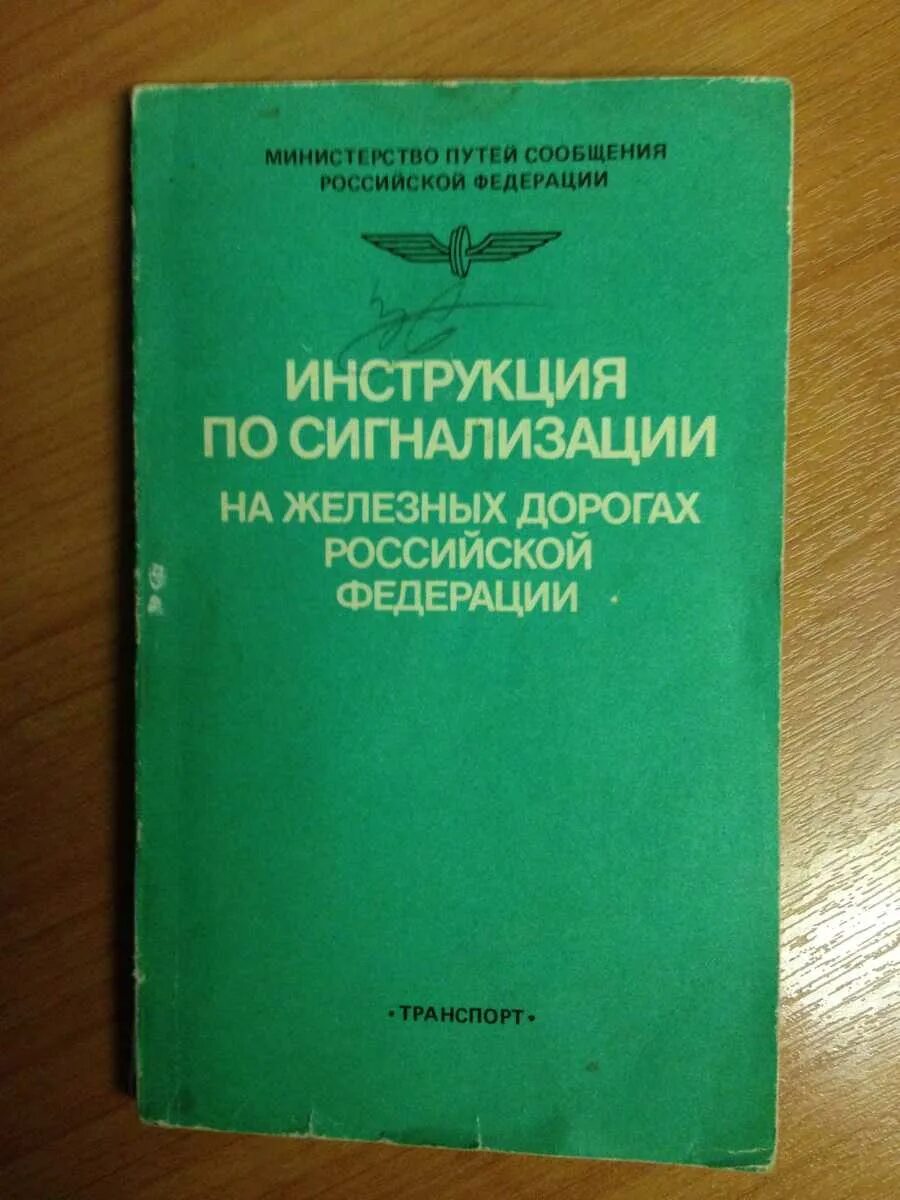 МИНИСТЕРСТВО ПУТЕЙ СООБЩЕНИЯ
РОССИЙСКОЙ ФЕДЕРАЦИИ
ИНСТРУКЦИЯ
ПО СИГНАЛИЗАЦИИ
НА ЖЕЛЕЗНЫХ ДОРОГАХ
РОССИЙСКОЙ
ФЕДЕРАЦИИ
• ТРАНСПОРТ •